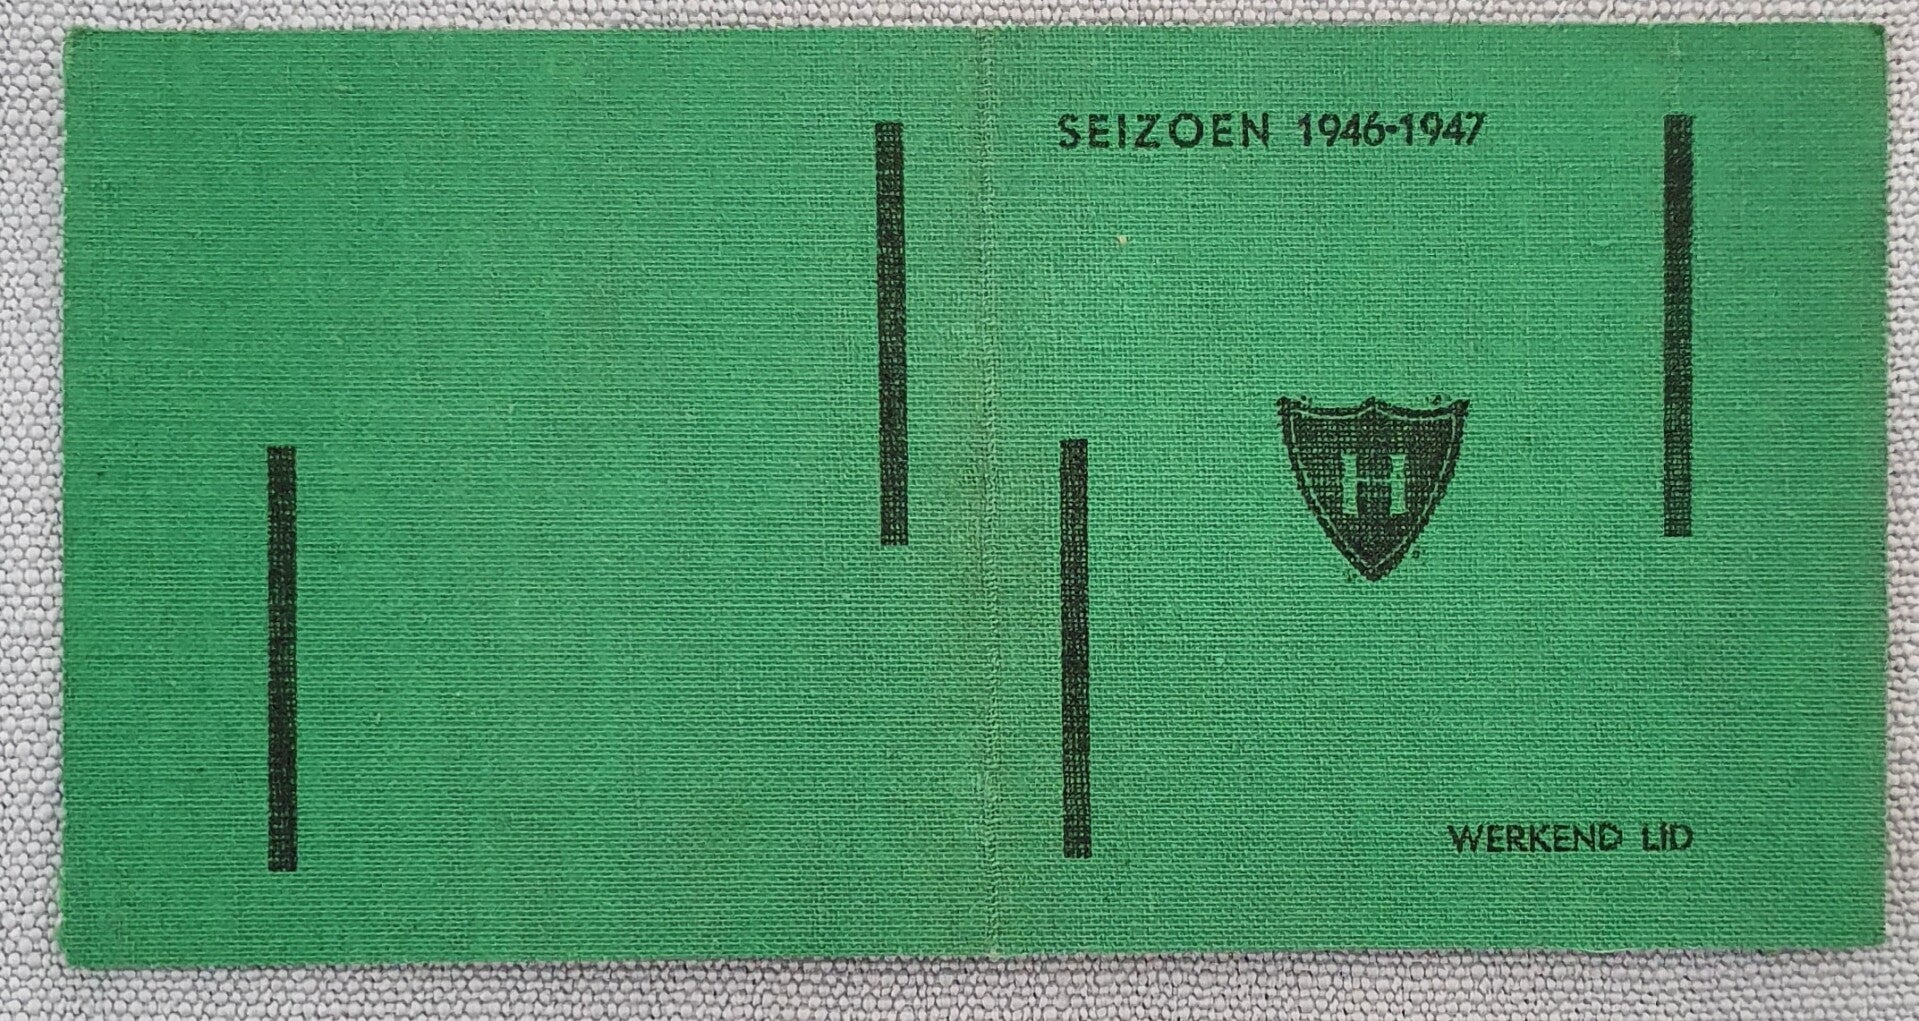 SEIZOEN 1946-1947
H
WERKEND LID